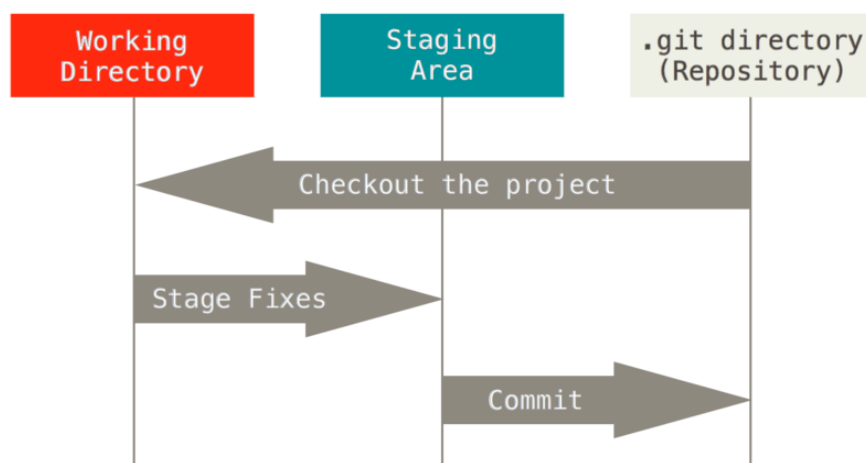 Working
Directory
Staging
Area
.git directory
(Repository)
Checkout the project
Stage Fixes
Commit